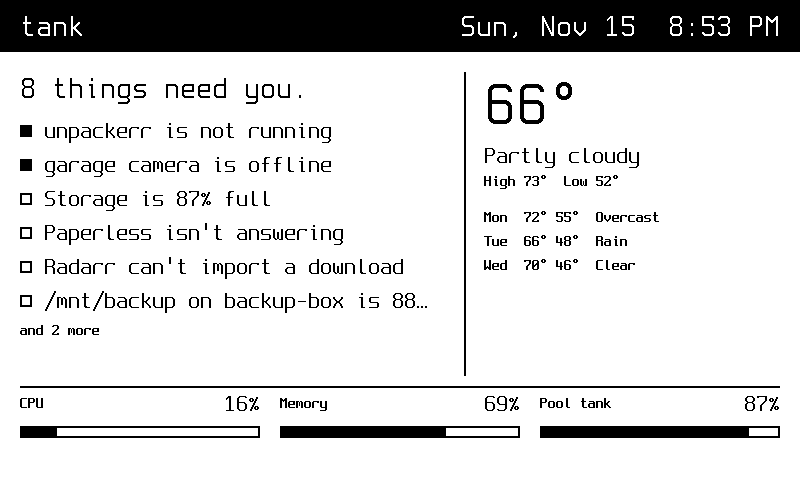 tank
Sun, Nov 15 8:53 PM
8 things need you.
unpackerr is not running
garage camera is offline
Storage is 87% full
Paperless isn't answering
Radarr can't import a download
/mnt/backup on backup-box is 88…
and 2 more
66°
Partly cloudy
High 73° Low 52°
Mon 72° 55° Overcast
Tue 66° 48° Rain
Wed 70° 46° Clear
CPU 16%
Memory 69%
Pool tank 87%